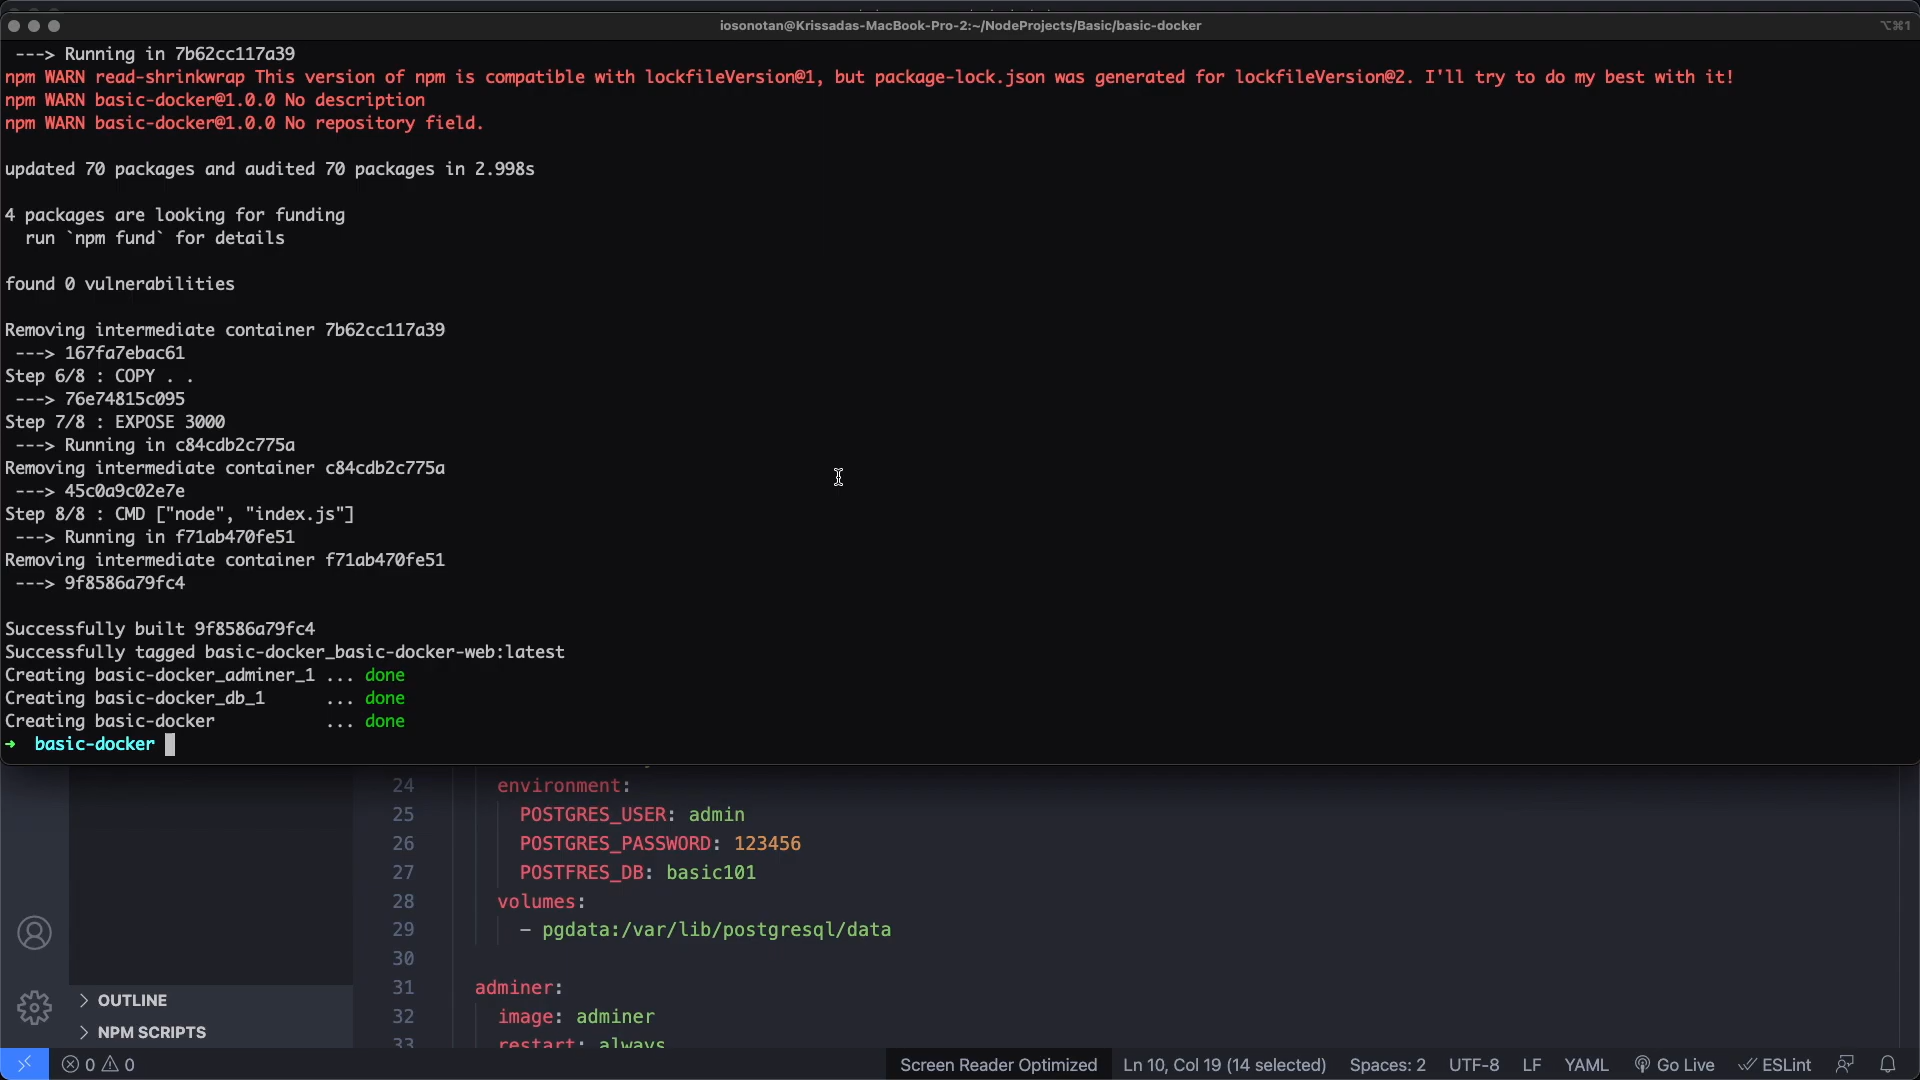 iosonotan@Krissadas-MacBook-Pro-2:~/NodeProjects/Basic/basic-docker
⌥⌘1
---> Running in 7b62cc117a39
npm WARN read-shrinkwrap This version of npm is compatible with lockfileVersion@1, but package-lock.json was generated for lockfileVersion@2. I'll try to do my best with it!
npm WARN basic-docker@1.0.0 No description
npm WARN basic-docker@1.0.0 No repository field.
updated 70 packages and audited 70 packages in 2.998s
4 packages are looking for funding
run `npm fund` for details
found 0 vulnerabilities
Removing intermediate container 7b62cc117a39
---> 167fa7ebac61
Step 6/8 : COPY . .
---> 76e74815c095
Step 7/8 : EXPOSE 3000
---> Running in c84cdb2c775a
Removing intermediate container c84cdb2c775a
---> 45c0a9c02e7e
Step 8/8 : CMD ["node", "index.js"]
---> Running in f71ab470fe51
Removing intermediate container f71ab470fe51
---> 9f8586a79fc4
Successfully built 9f8586a79fc4
Successfully tagged basic-docker_basic-docker-web:latest
Creating basic-docker_adminer_1 ... done
Creating basic-docker_db_1 ... done
Creating basic-docker ... done
➜ basic-docker
24 environment:
25 POSTGRES_USER: admin
26 POSTGRES_PASSWORD: 123456
27 POSTFRES_DB: basic101
28 volumes:
29 - pgdata:/var/lib/postgresql/data
30
31 adminer:
32 image: adminer
33 restart: always
OUTLINE
NPM SCRIPTS
0 0 Screen Reader Optimized Ln 10, Col 19 (14 selected) Spaces: 2 UTF-8 LF YAML Go Live ESLint